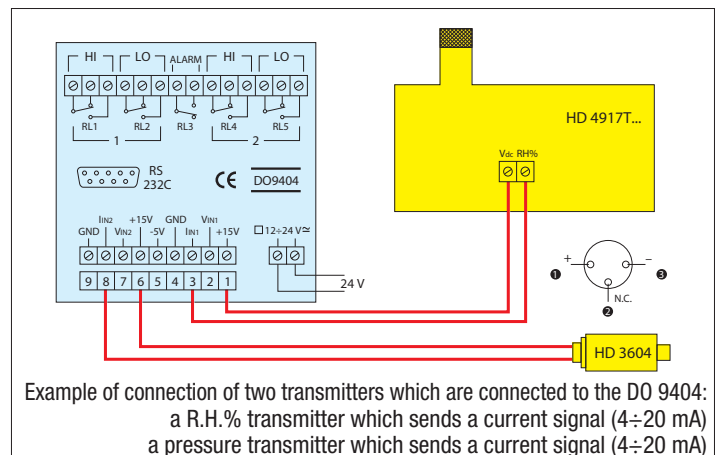 HI LO ALARM HI LO
RL1 RL2 RL3 RL4 RL5
1 2
HD 4917T...
Vdc RH%
RS
232C
CE DO9404
IIN2 +15V GND VIN1
GND VIN2 -5V IIN1 +15V
12÷24 V≃
9 8 7 6 5 4 3 2 1
24 V
+ −
❶ ❸
N.C.
❷
HD 3604
Example of connection of two transmitters which are connected to the DO 9404:
a R.H.% transmitter which sends a current signal (4÷20 mA)
a pressure transmitter which sends a current signal (4÷20 mA)